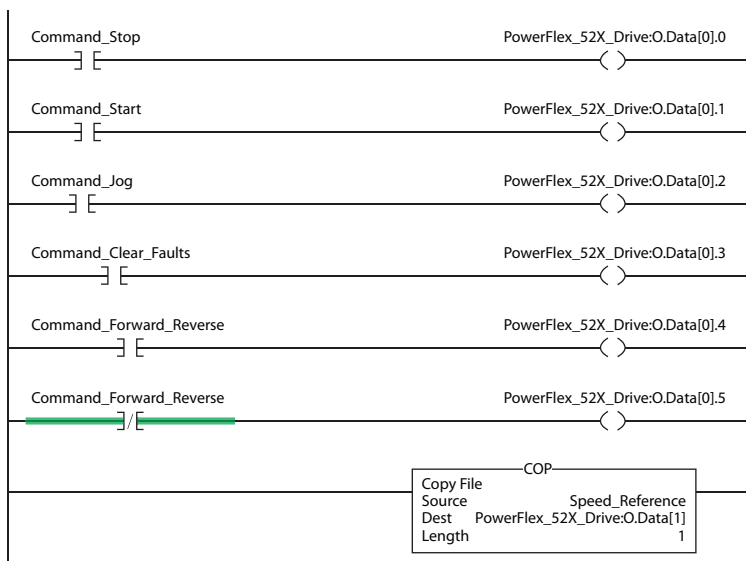 Command_Stop PowerFlex_52X_Drive:O.Data[0].0
Command_Start PowerFlex_52X_Drive:O.Data[0].1
Command_Jog PowerFlex_52X_Drive:O.Data[0].2
Command_Clear_Faults PowerFlex_52X_Drive:O.Data[0].3
Command_Forward_Reverse PowerFlex_52X_Drive:O.Data[0].4
Command_Forward_Reverse PowerFlex_52X_Drive:O.Data[0].5
COP
Copy File
Source Speed_Reference
Dest PowerFlex_52X_Drive:O.Data[1]
Length 1